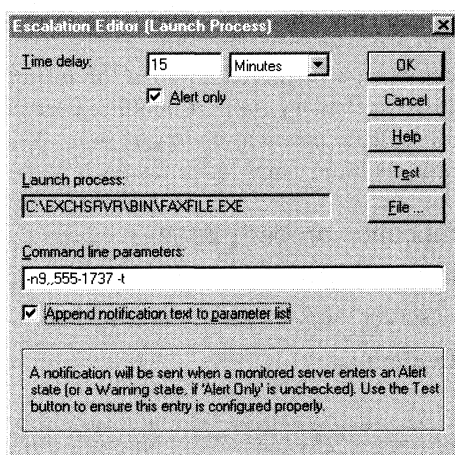 Escalation Editor (Launch Process)
Time delay: 15 Minutes OK
Alert only Cancel
Help
Test
Launch process:
C:\EXCHSRVR\BIN\FAXFILE.EXE File ...
Command line parameters:
-n9,,555-1737 -t
Append notification text to parameter list
A notification will be sent when a monitored server enters an Alert
state (or a Warning state, if 'Alert Only' is unchecked). Use the Test
button to ensure this entry is configured properly.